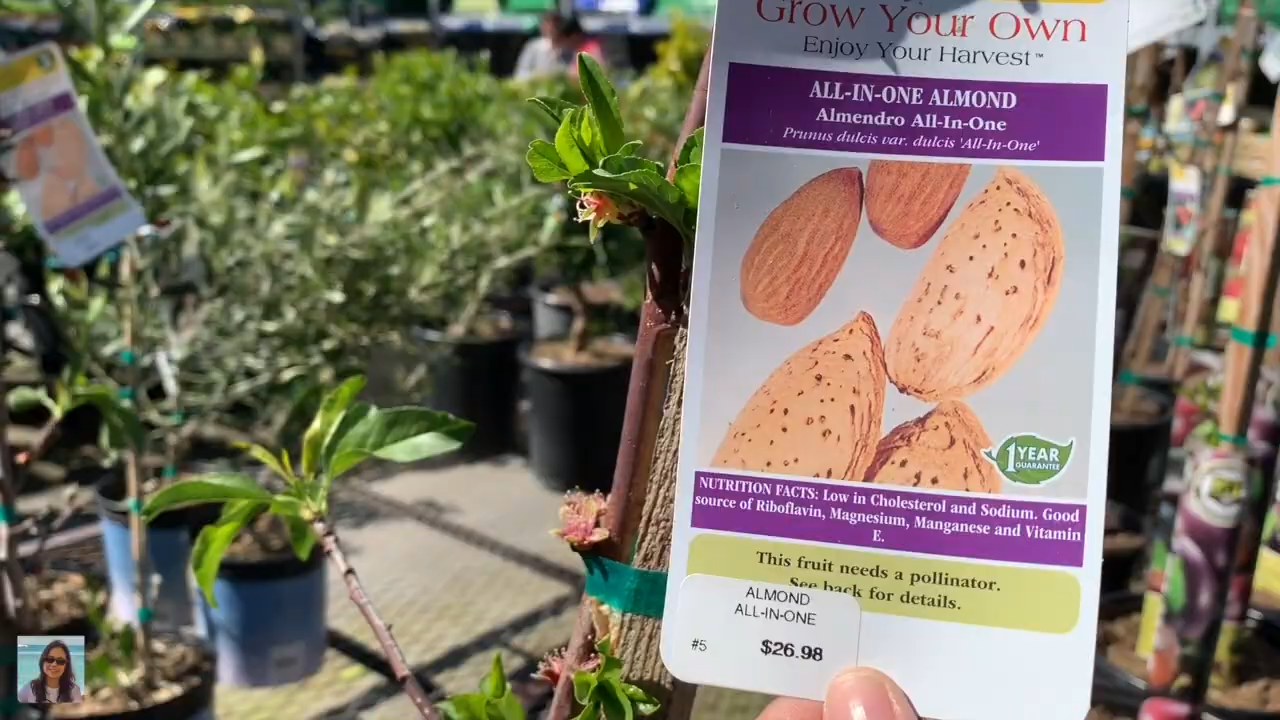 Grow Your Own
Enjoy Your Harvest™
ALL-IN-ONE ALMOND
Almendro All-In-One
Prunus dulcis var. dulcis 'All-In-One'
1 YEAR
GUARANTEE
NUTRITION FACTS: Low in Cholesterol and Sodium. Good
source of Riboflavin, Magnesium, Manganese and Vitamin
E.
This fruit needs a pollinator.
See back for details.
ALMOND
ALL-IN-ONE
#5 $26.98